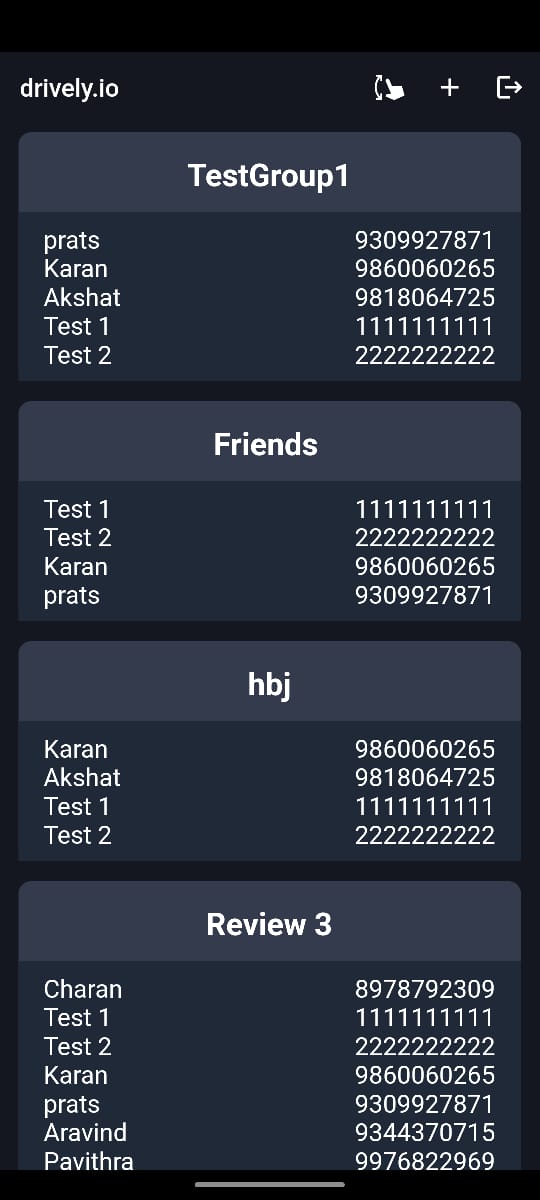 drively.io
TestGroup1
prats 9309927871
Karan 9860060265
Akshat 9818064725
Test 1 1111111111
Test 2 2222222222
Friends
Test 1 1111111111
Test 2 2222222222
Karan 9860060265
prats 9309927871
hbj
Karan 9860060265
Akshat 9818064725
Test 1 1111111111
Test 2 2222222222
Review 3
Charan 8978792309
Test 1 1111111111
Test 2 2222222222
Karan 9860060265
prats 9309927871
Aravind 9344370715
Pavithra 9976822969